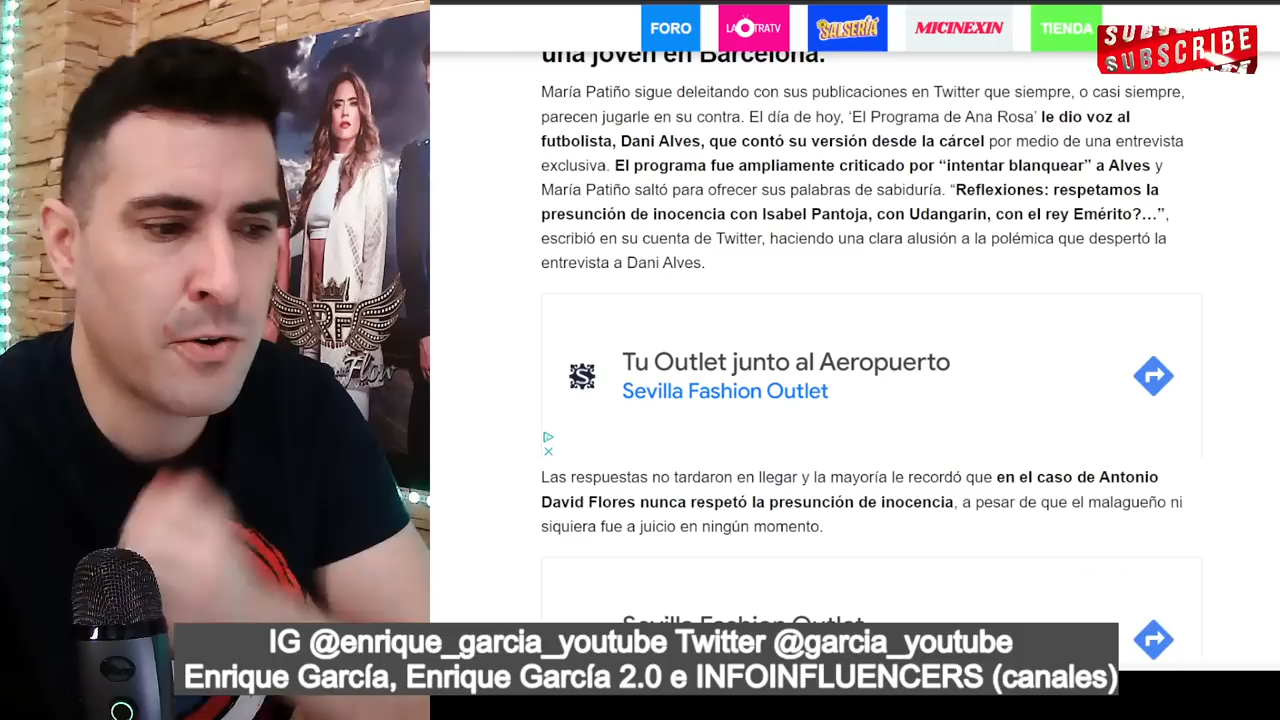 FORO
LA OTRATV
SALSERÍA
MICINEXIN
TIENDA
SUBSCRIBE
una joven en Barcelona.
María Patiño sigue deleitando con sus publicaciones en Twitter que siempre, o casi siempre,
parecen jugarle en su contra. El día de hoy, ‘El Programa de Ana Rosa’ le dio voz al
futbolista, Dani Alves, que contó su versión desde la cárcel por medio de una entrevista
exclusiva. El programa fue ampliamente criticado por “intentar blanquear” a Alves y
María Patiño saltó para ofrecer sus palabras de sabiduría. “Reflexiones: respetamos la
presunción de inocencia con Isabel Pantoja, con Udangarin, con el rey Emérito?…”,
escribió en su cuenta de Twitter, haciendo una clara alusión a la polémica que despertó la
entrevista a Dani Alves.
Tu Outlet junto al Aeropuerto
Sevilla Fashion Outlet
Las respuestas no tardaron en llegar y la mayoría le recordó que en el caso de Antonio
David Flores nunca respetó la presunción de inocencia, a pesar de que el malagueño ni
siquiera fue a juicio en ningún momento.
Sevilla Fashion Outlet
RF
Flow
IG @enrique_garcia_youtube Twitter @garcia_youtube
Enrique García, Enrique García 2.0 e INFOINFLUENCERS (canales)